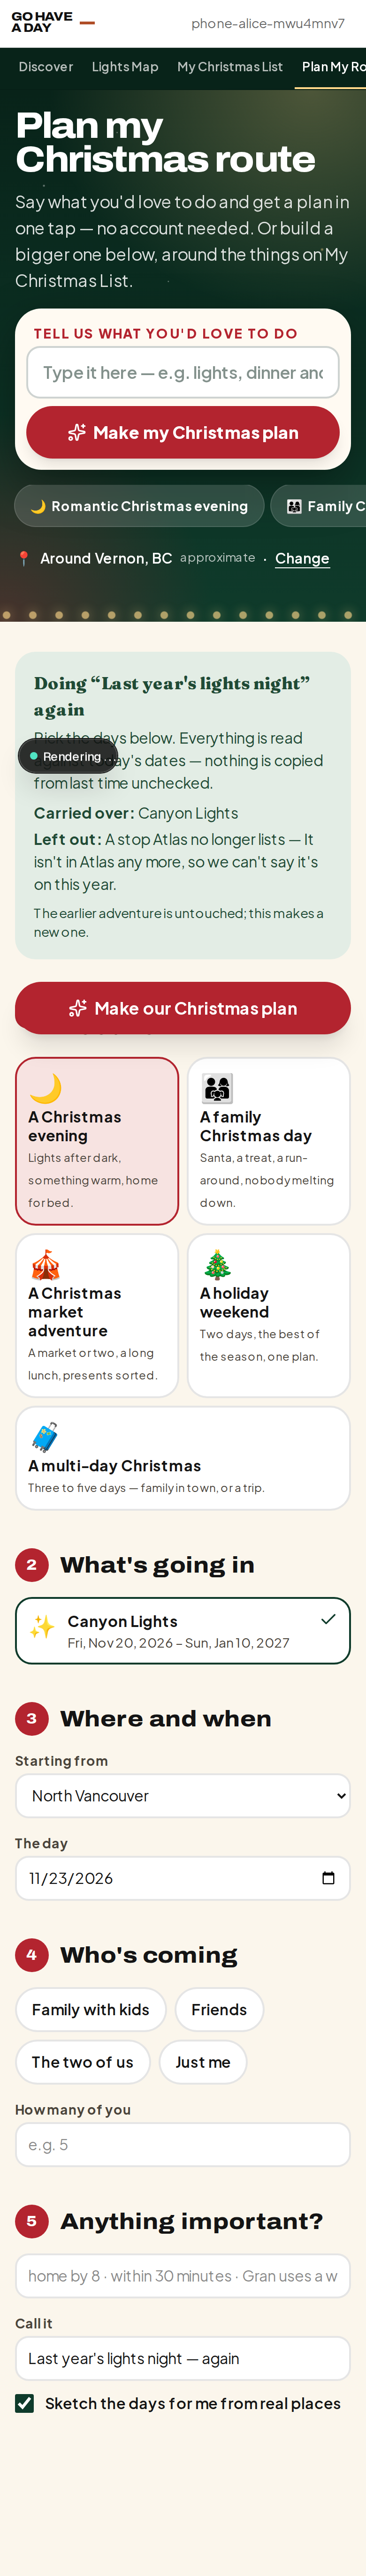 GO HAVE
A DAY
phone-alice-mwu4mnv7
Discover
Lights Map
My Christmas List
Plan My Ro
Plan my
Christmas route
Say what you'd love to do and get a plan in
one tap — no account needed. Or build a
bigger one below, around the things on My
Christmas List.
TELL US WHAT YOU'D LOVE TO DO
Type it here — e.g. lights, dinner and
Make my Christmas plan
Romantic Christmas evening
Family C
Around Vernon, BC approximate · Change
Doing “Last year's lights night”
again
Pick the days below. Everything is read
Rendering ...
today's dates — nothing is copied
from last time unchecked.
Carried over: Canyon Lights
Left out: A stop Atlas no longer lists — It
isn't in Atlas any more, so we can't say it's
on this year.
The earlier adventure is untouched; this makes a
new one.
Make our Christmas plan
A Christmas
evening
Lights after dark,
something warm, home
for bed.
A family
Christmas day
Santa, a treat, a run-
around, nobody melting
down.
A Christmas
market
adventure
A market or two, a long
lunch, presents sorted.
A holiday
weekend
Two days, the best of
the season, one plan.
A multi-day Christmas
Three to five days — family in town, or a trip.
2 What's going in
Canyon Lights
Fri, Nov 20, 2026 – Sun, Jan 10, 2027
3 Where and when
Starting from
North Vancouver
The day
11/23/2026
4 Who's coming
Family with kids
Friends
The two of us
Just me
How many of you
e.g. 5
5 Anything important?
home by 8 · within 30 minutes · Gran uses a w
Call it
Last year's lights night — again
Sketch the days for me from real places